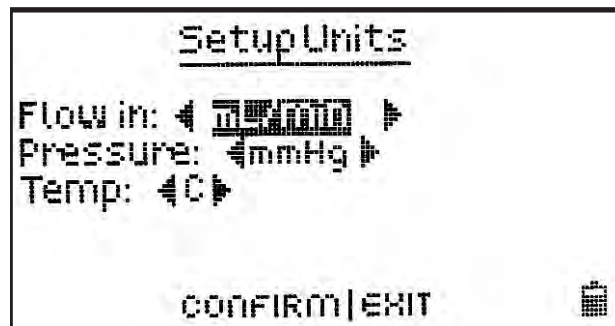 Setup Units
Flow in: ◀ ▶
Pressure: ◀mmHg▶
Temp: ◀C▶
CONFIRM|EXIT